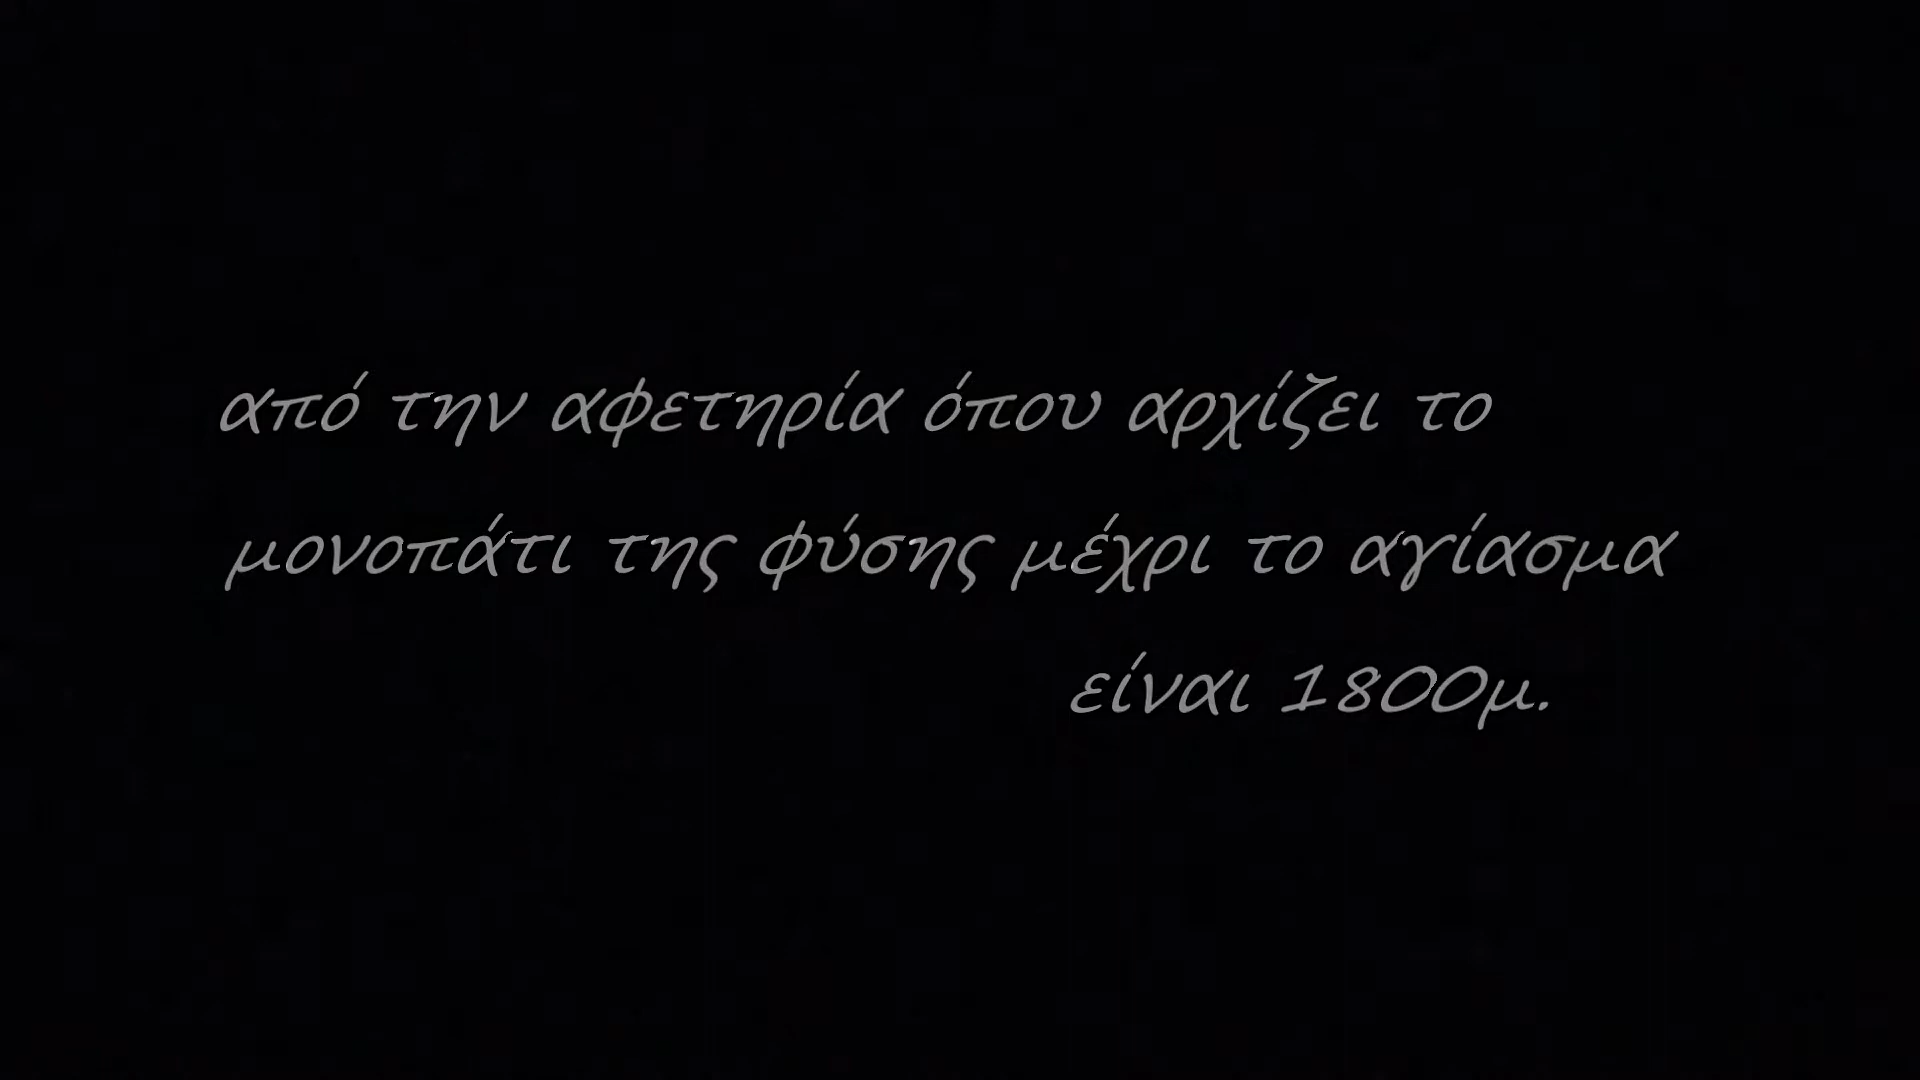 από την αφετηρία όπου αρχίζει το
μονοπάτι της φύσης μέχρι το αγίασμα
είναι 1800μ.